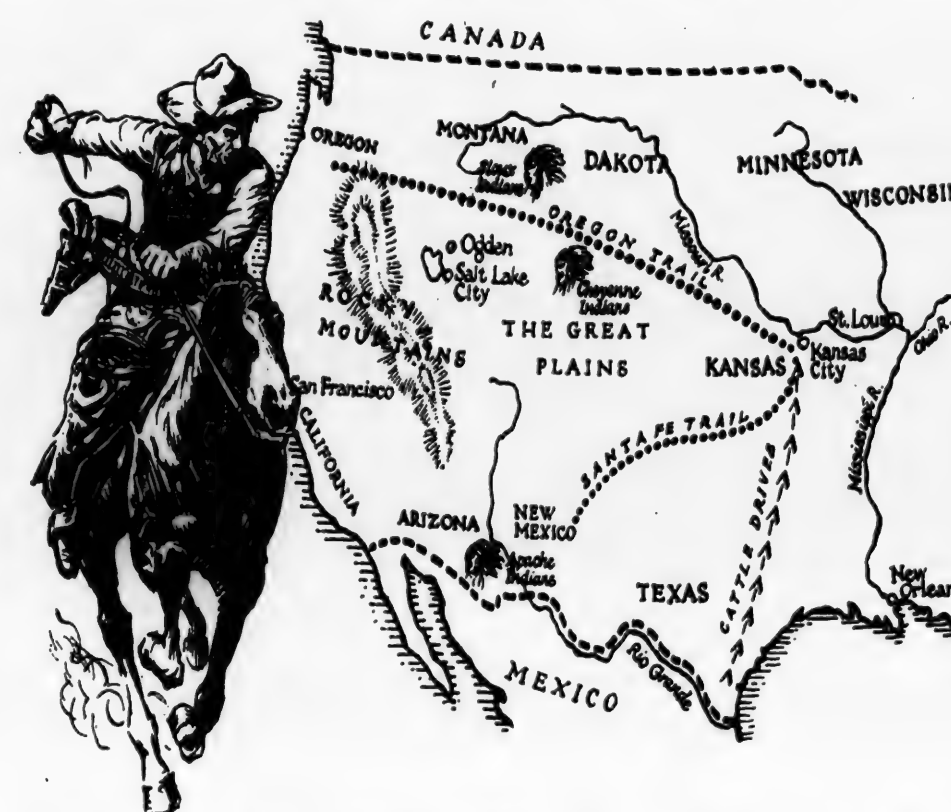 CANADA
OREGON
MONTANA
Sioux
Indians
DAKOTA
MINNESOTA
WISCONSIN
OREGON TRAIL
Missouri R.
Ogden
Salt Lake
City
Cheyenne
Indians
ROCKY
MOUNTAINS
THE GREAT
PLAINS
St. Louis
Ohio R.
KANSAS
Kansas
City
San Francisco
CALIFORNIA
SANTA FE TRAIL
Mississippi R.
CATTLE DRIVES
ARIZONA
NEW
MEXICO
Apache
Indians
TEXAS
New
Orlean
Rio Grande
MEXICO